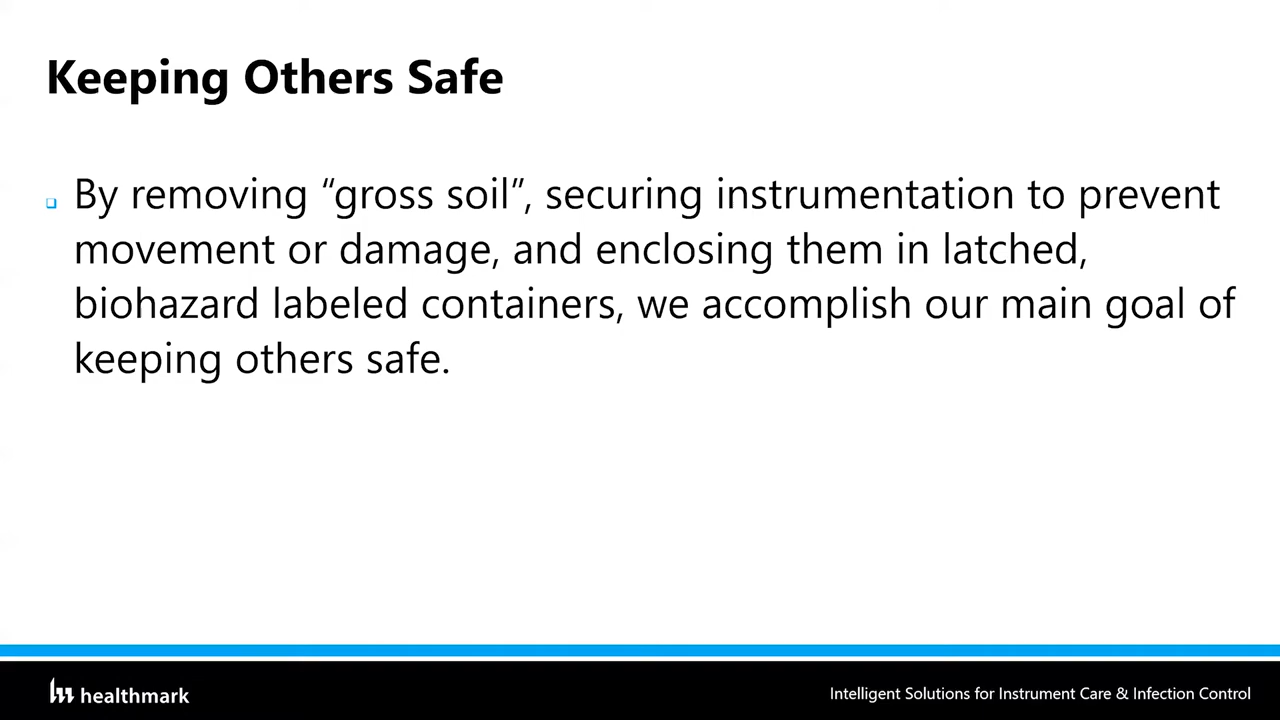 Keeping Others Safe
By removing “gross soil”, securing instrumentation to prevent
movement or damage, and enclosing them in latched,
biohazard labeled containers, we accomplish our main goal of
keeping others safe.
healthmark
Intelligent Solutions for Instrument Care & Infection Control